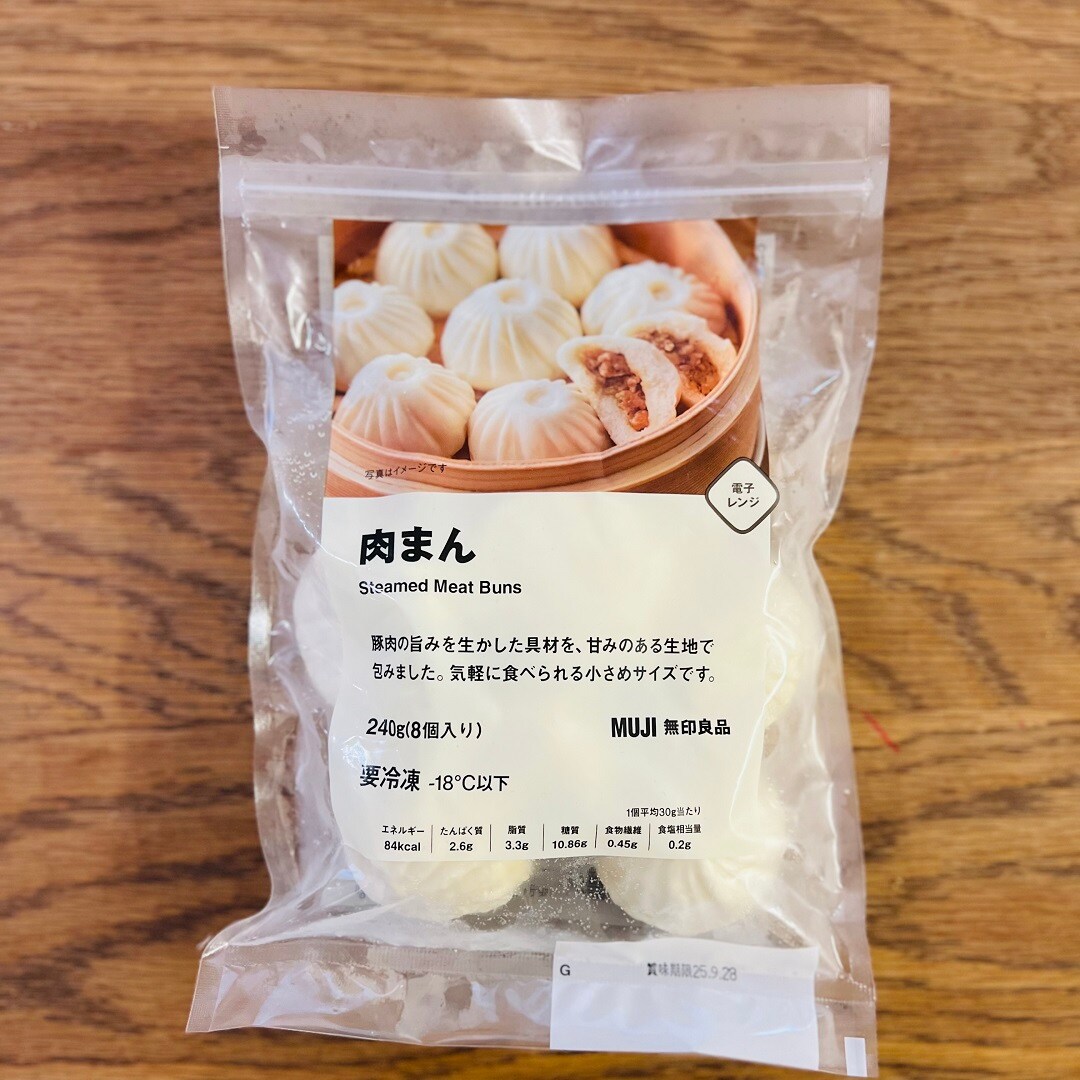 写真はイメージです
電子
レンジ
肉まん
Steamed Meat Buns
豚肉の旨みを生かした具材を、甘みのある生地で
包みました。気軽に食べられる小さめサイズです。
240g(8個入り)
MUJI 無印良品
要冷凍 -18°C以下
1個平均30g当たり
エネルギー たんぱく質 脂質 糖質 食物繊維 食塩相当量
84kcal 2.6g 3.3g 10.86g 0.45g 0.2g
G 賞味期限25.9.28